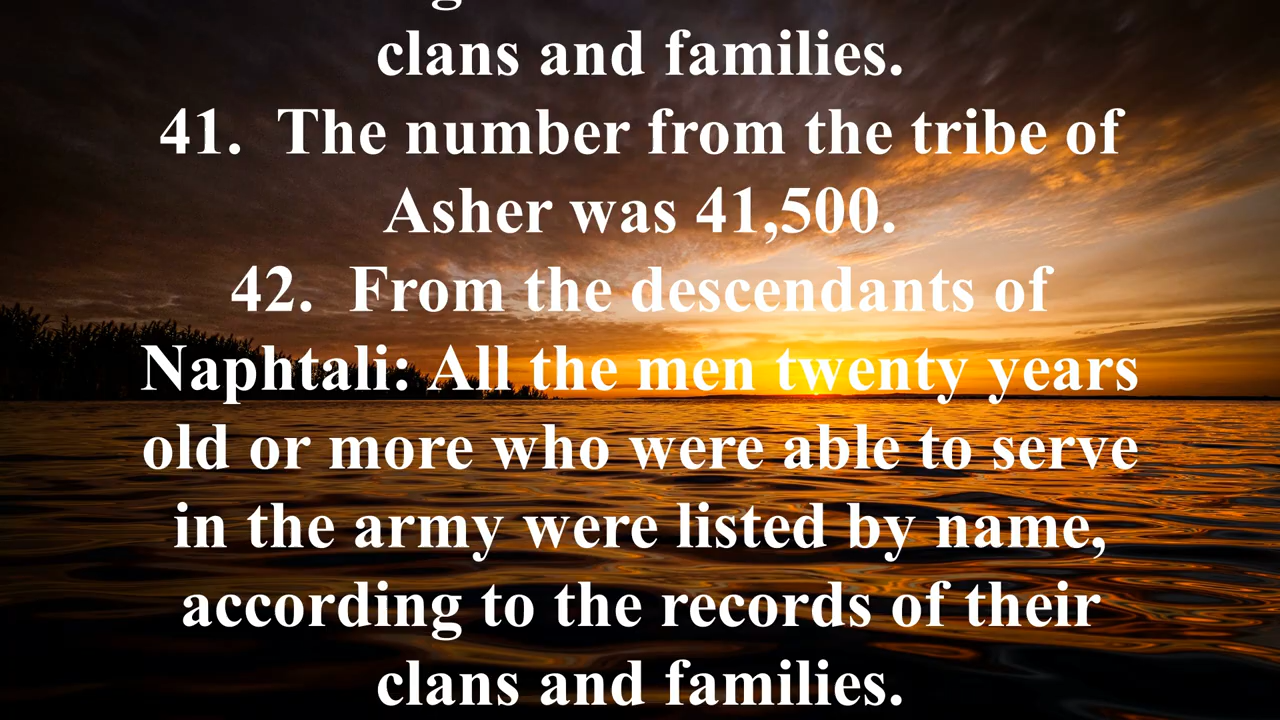 clans and families.
41.  The number from the tribe of
Asher was 41,500.
42.  From the descendants of
Naphtali: All the men twenty years
old or more who were able to serve
in the army were listed by name,
according to the records of their
clans and families.